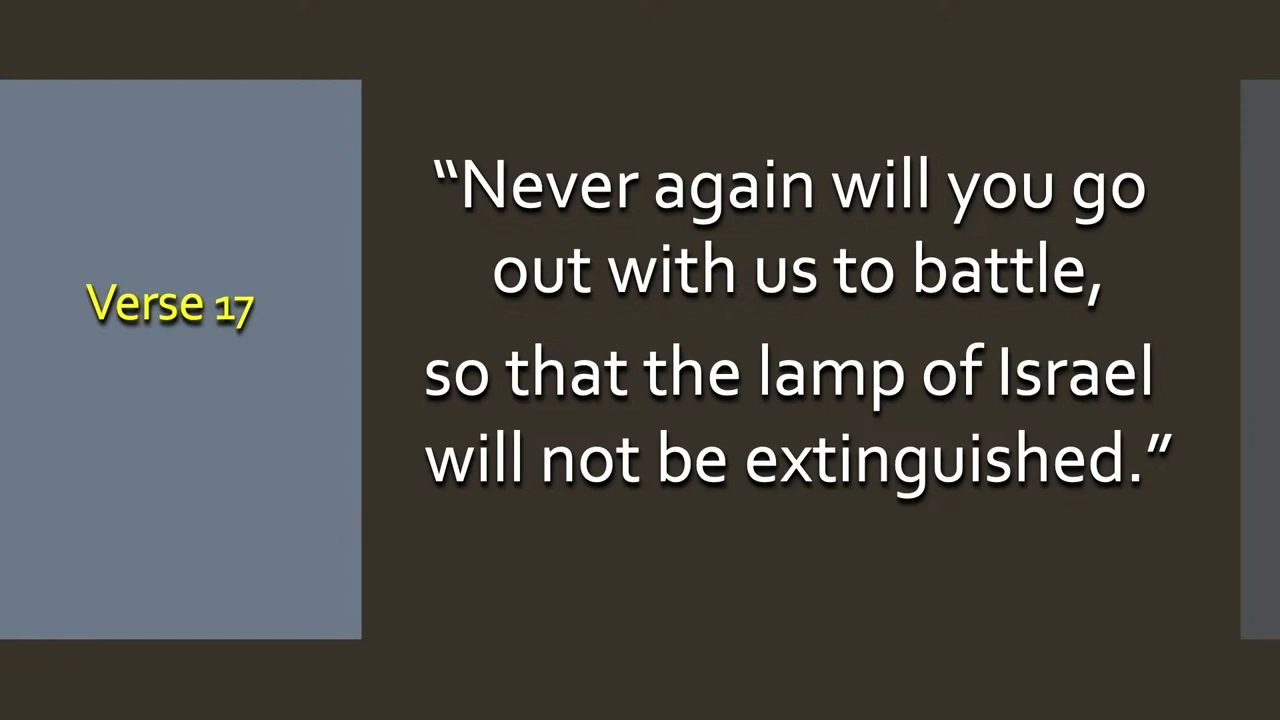 Verse 17
“Never again will you go
out with us to battle,
so that the lamp of Israel
will not be extinguished.”